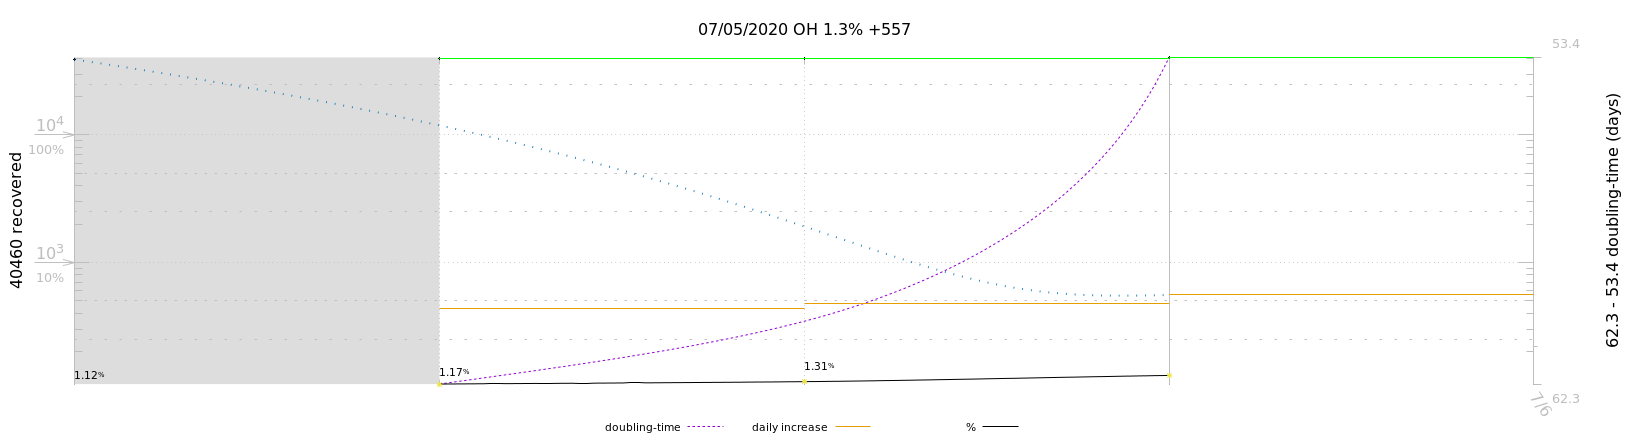 07/05/2020 OH 1.3% +557
53.4
10⁴
100%
10³
10%
40460 recovered
62.3 - 53.4 doubling-time (days)
1.12%
1.17%
1.31%
7/6
62.3
doubling-time
daily increase
%